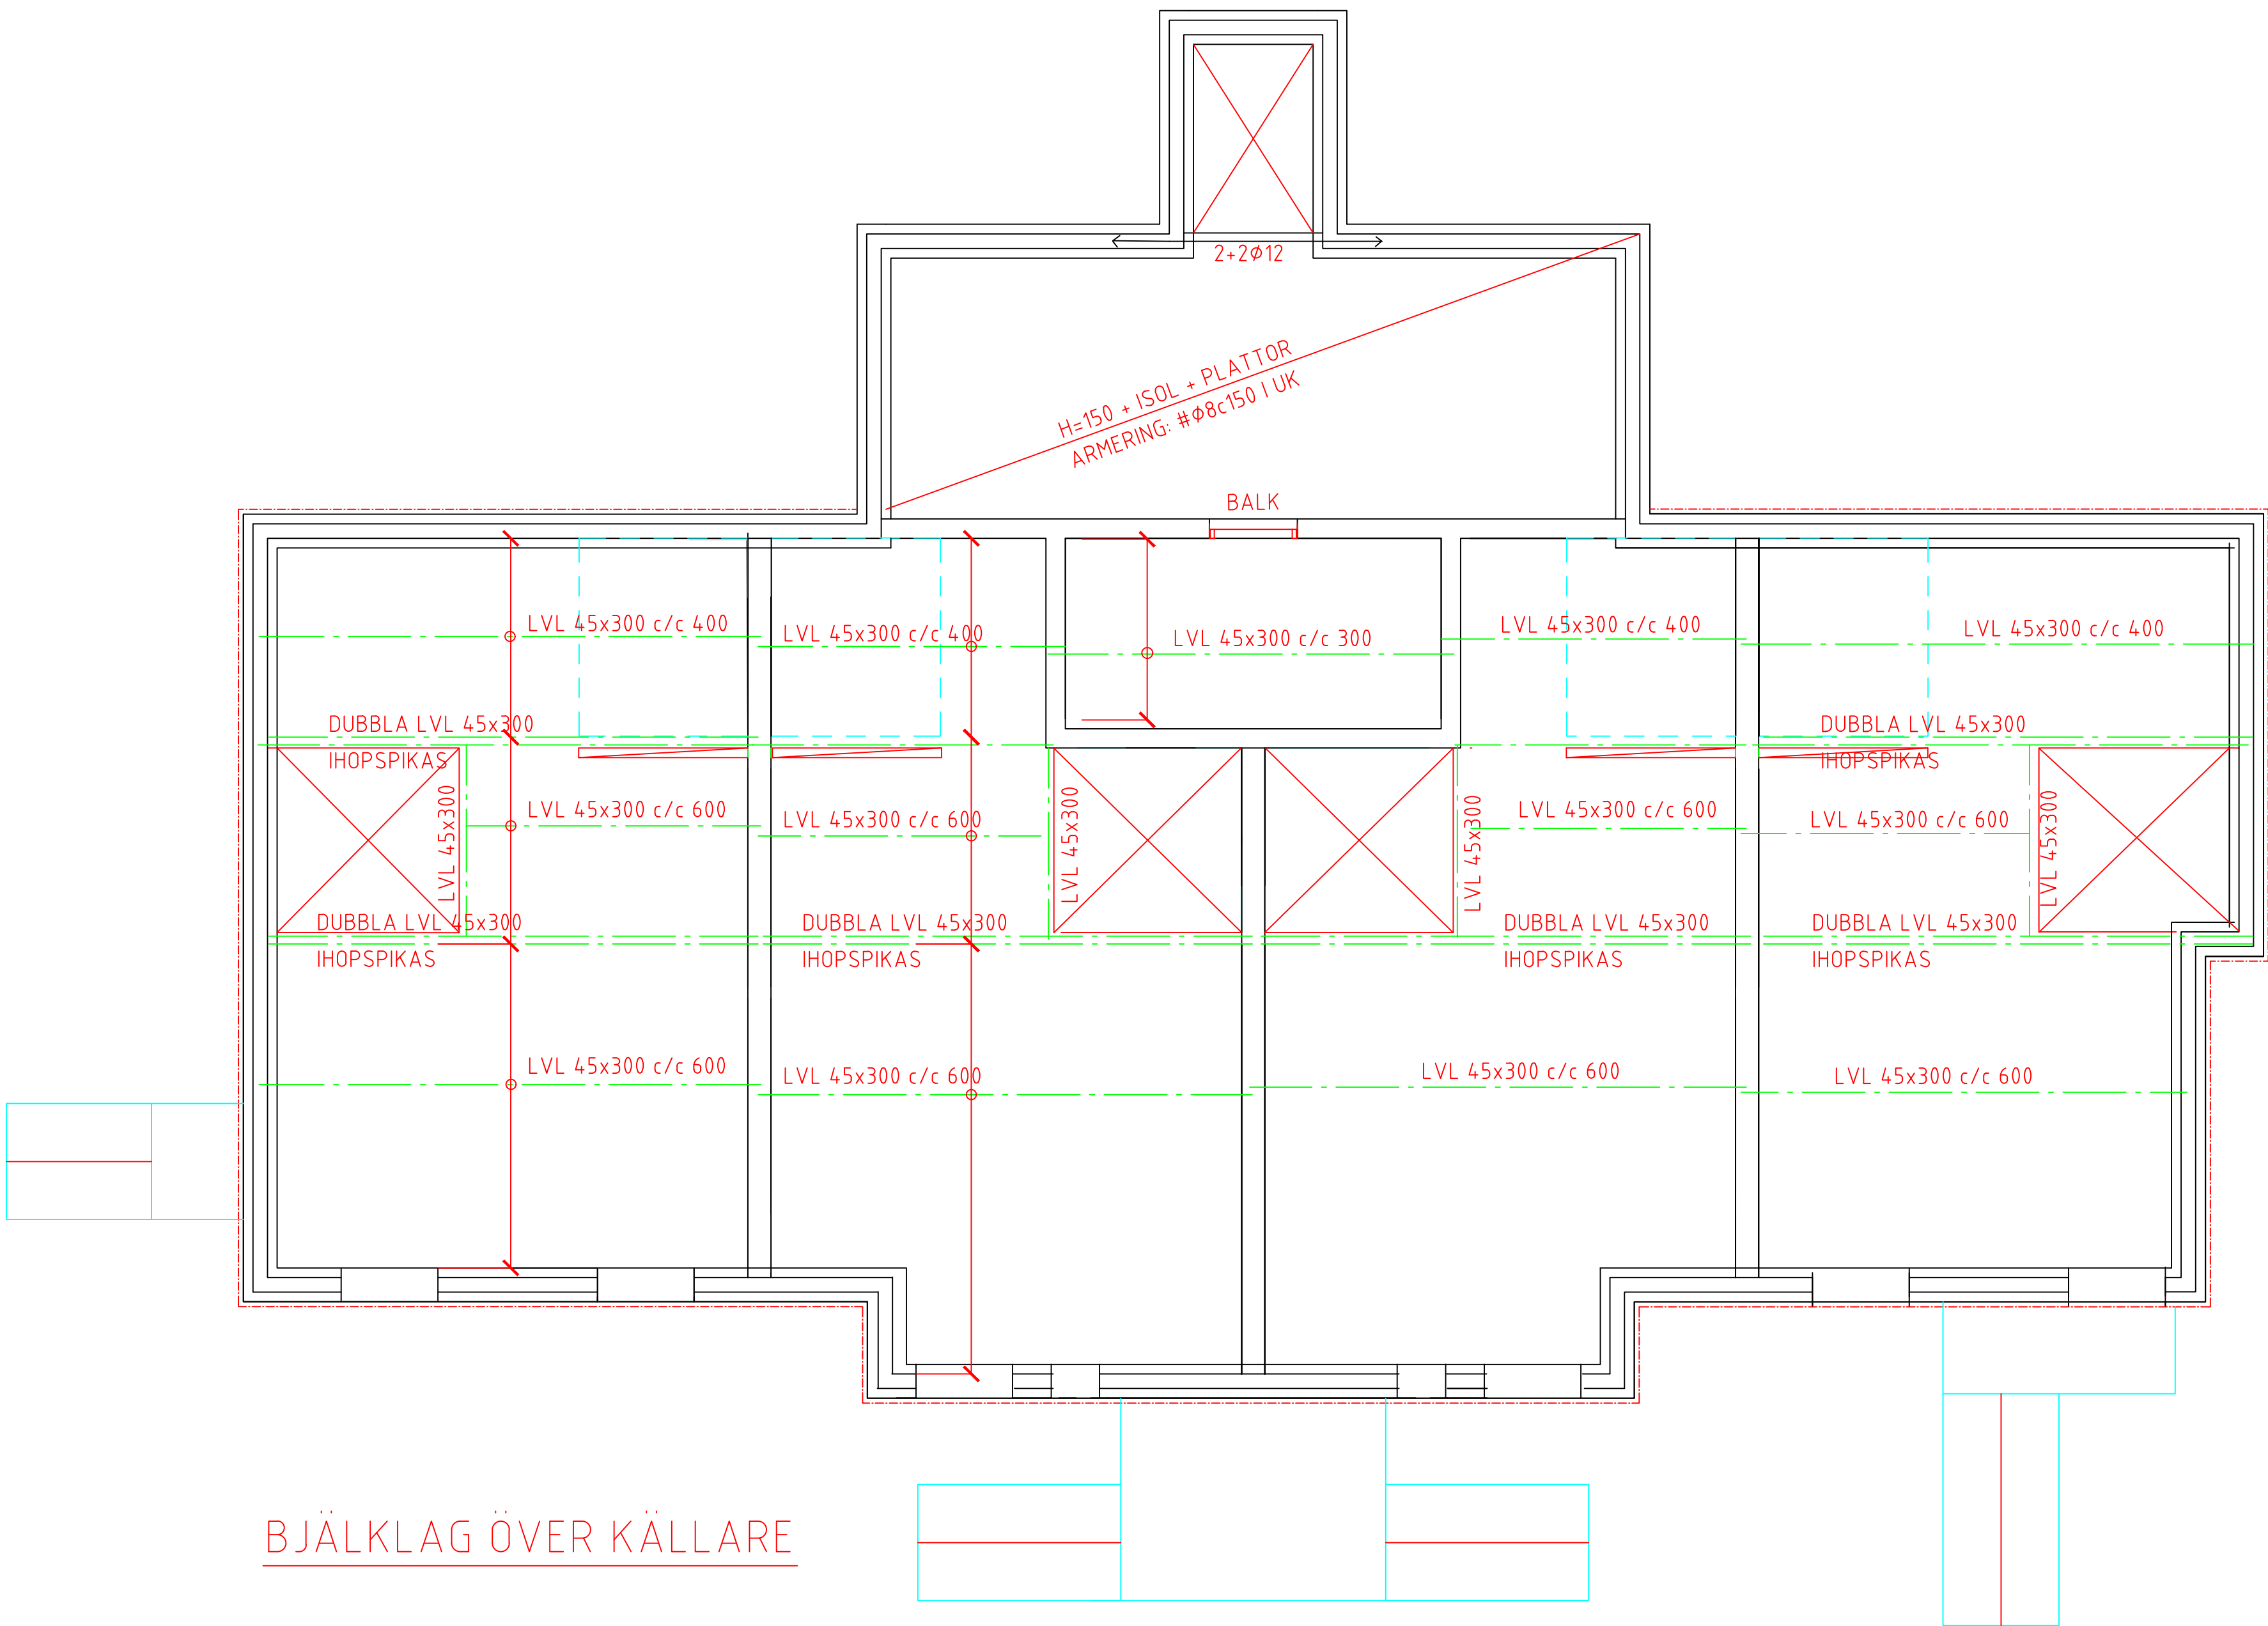 2+2Ø12
H=150 + ISOL + PLATTOR
ARMERING: #Ø8c150 I UK
BALK
LVL 45x300 c/c 400
LVL 45x300 c/c 400
LVL 45x300 c/c 300
LVL 45x300 c/c 400
LVL 45x300 c/c 400
DUBBLA LVL 45x300
IHOPSPIKAS
DUBBLA LVL 45x300
IHOPSPIKAS
LVL 45x300
LVL 45x300 c/c 600
LVL 45x300 c/c 600
LVL 45x300
LVL 45x300
LVL 45x300 c/c 600
LVL 45x300 c/c 600
LVL 45x300
DUBBLA LVL 45x300
IHOPSPIKAS
DUBBLA LVL 45x300
IHOPSPIKAS
DUBBLA LVL 45x300
IHOPSPIKAS
DUBBLA LVL 45x300
IHOPSPIKAS
LVL 45x300 c/c 600
LVL 45x300 c/c 600
LVL 45x300 c/c 600
LVL 45x300 c/c 600
BJÄLKLAG ÖVER KÄLLARE